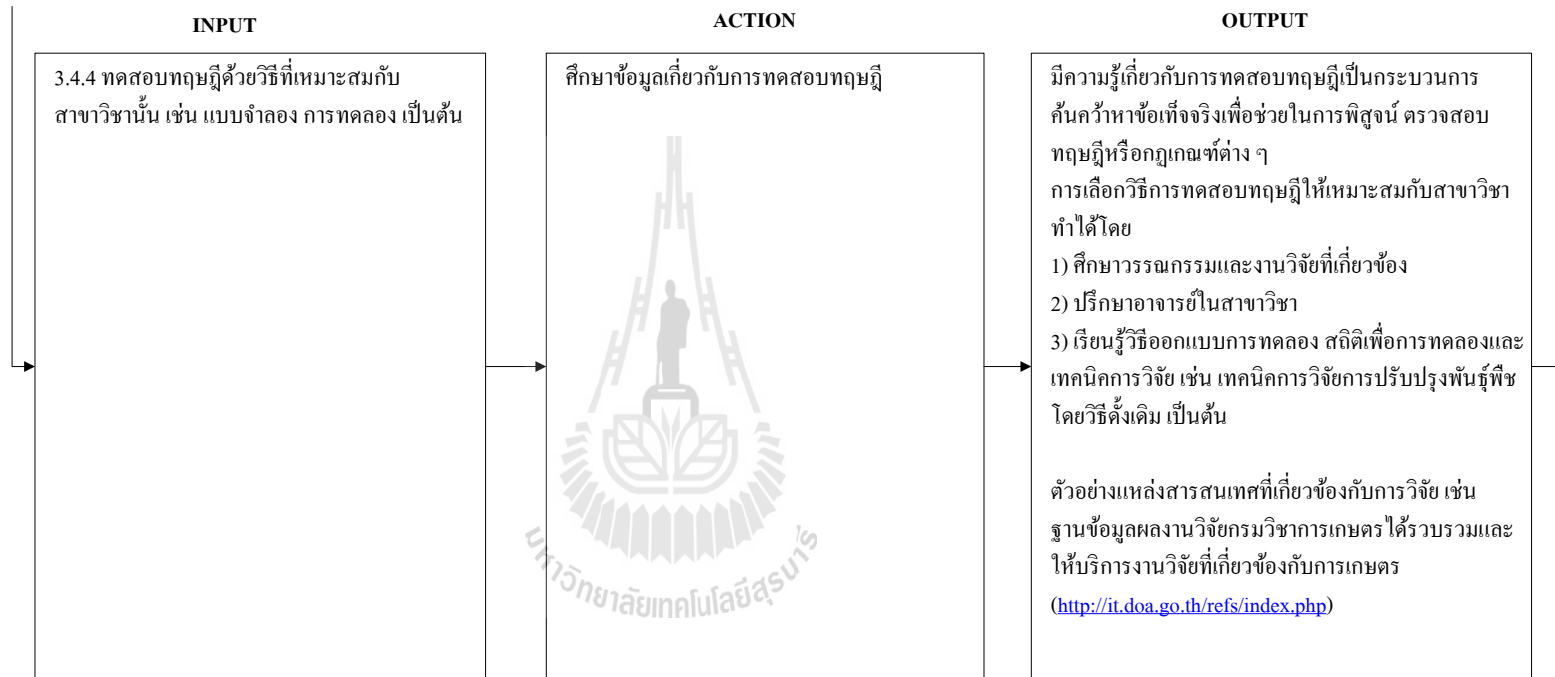 INPUT
ACTION
OUTPUT
3.4.4 ทดสอบทฤษฎีด้วยวิธีที่เหมาะสมกับ
สาขาวิชานั้น เช่น แบบจำลอง การทดลอง เป็นต้น
ศึกษาข้อมูลเกี่ยวกับการทดสอบทฤษฎี
มีความรู้เกี่ยวกับการทดสอบทฤษฎีเป็นกระบวนการ
ค้นคว้าหาข้อเท็จจริงเพื่อช่วยในการพิสูจน์ ตรวจสอบ
ทฤษฎีหรือกฎเกณฑ์ต่าง ๆ
การเลือกวิธีการทดสอบทฤษฎีให้เหมาะสมกับสาขาวิชา
ทำได้โดย
1) ศึกษาวรรณกรรมและงานวิจัยที่เกี่ยวข้อง
2) ปรึกษาอาจารย์ในสาขาวิชา
3) เรียนรู้วิธีออกแบบการทดลอง สถิติเพื่อการทดลองและ
เทคนิคการวิจัย เช่น เทคนิคการวิจัยการปรับปรุงพันธุ์พืช
โดยวิธีดั้งเดิม เป็นต้น
ตัวอย่างแหล่งสารสนเทศที่เกี่ยวข้องกับการวิจัย เช่น
ฐานข้อมูลผลงานวิจัยกรมวิชาการเกษตรได้รวบรวมและ
ให้บริการงานวิจัยที่เกี่ยวข้องกับการเกษตร
(http://it.doa.go.th/refs/index.php)
มหาวิทยาลัยเทคโนโลยีสุรนารี